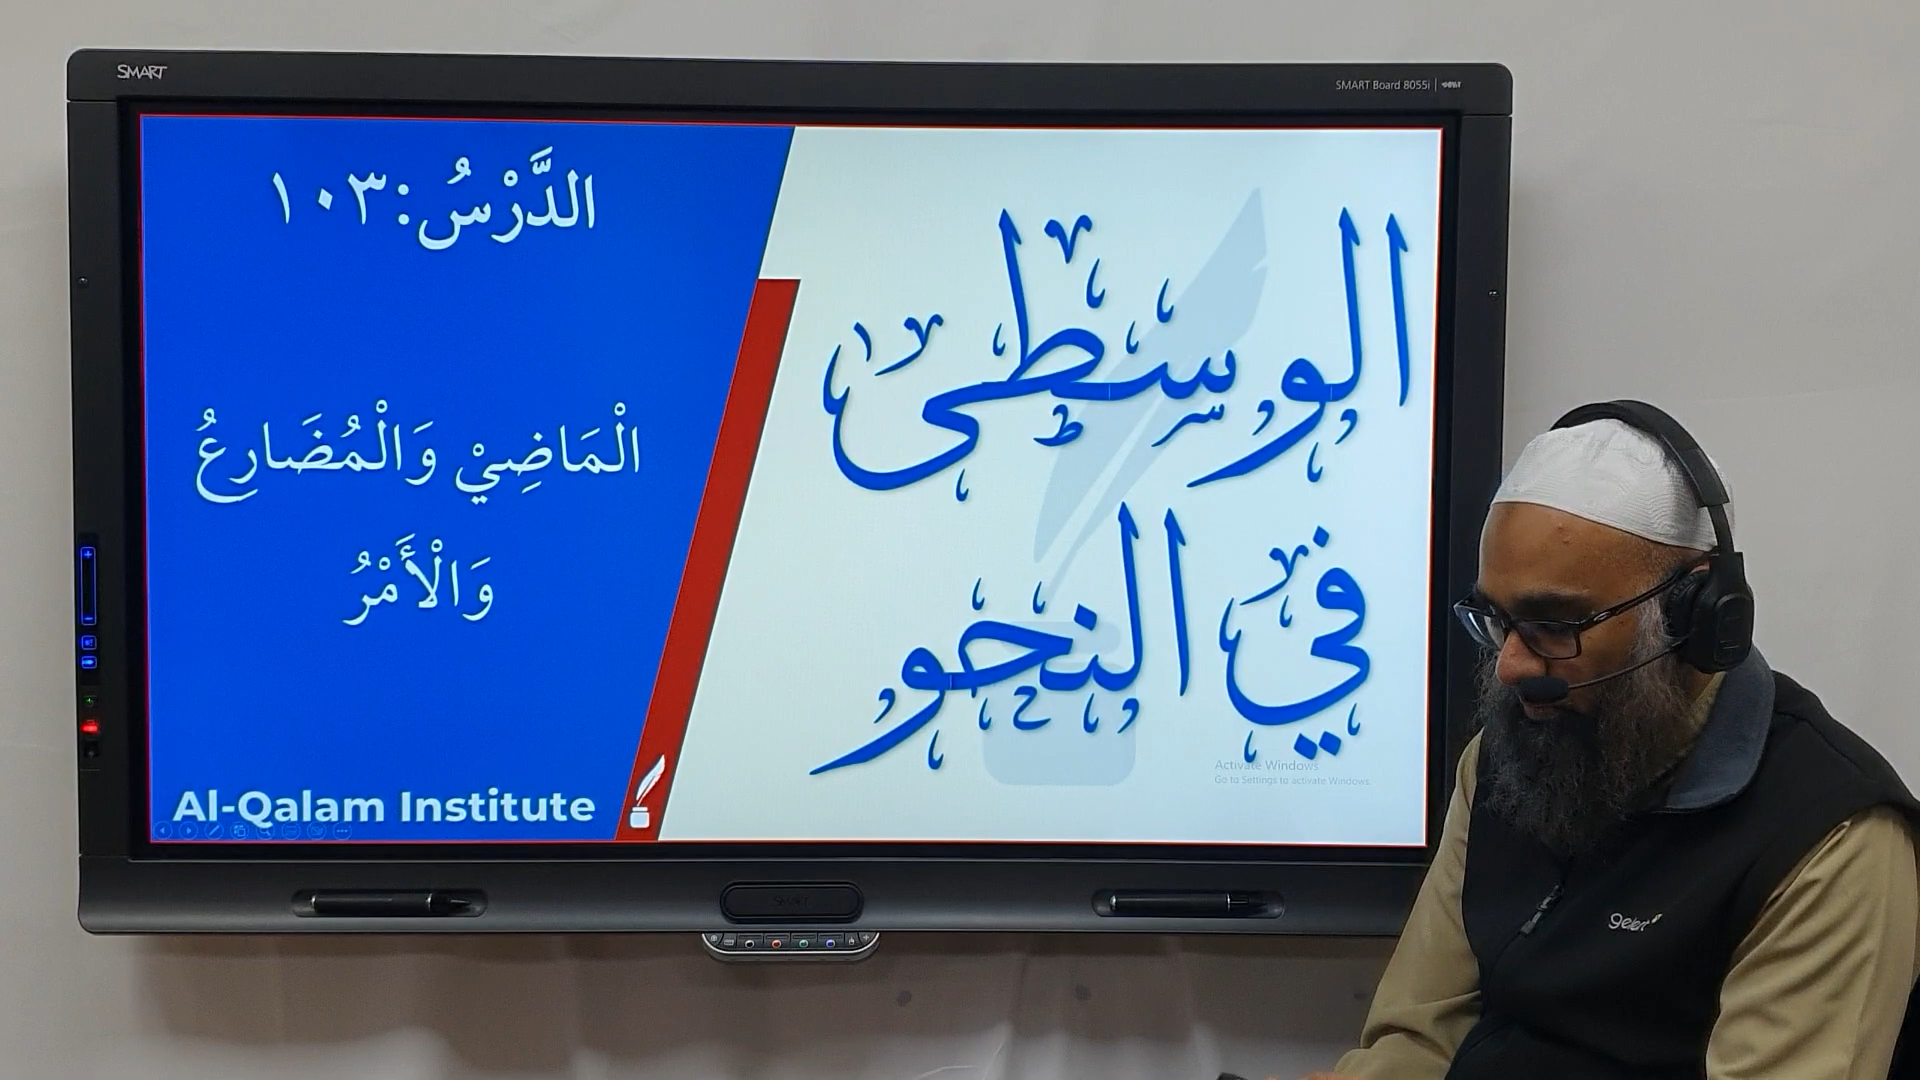 SMART
SMART Board 8055i
الدَّرْسُ: ١٠٣
الْمَاضِيْ وَالْمُضَارِعُ
وَالْأَمْرُ
الوسطى
في النحو
Activate Windows
Go to Settings to activate Windows.
Al-Qalam Institute
SMART